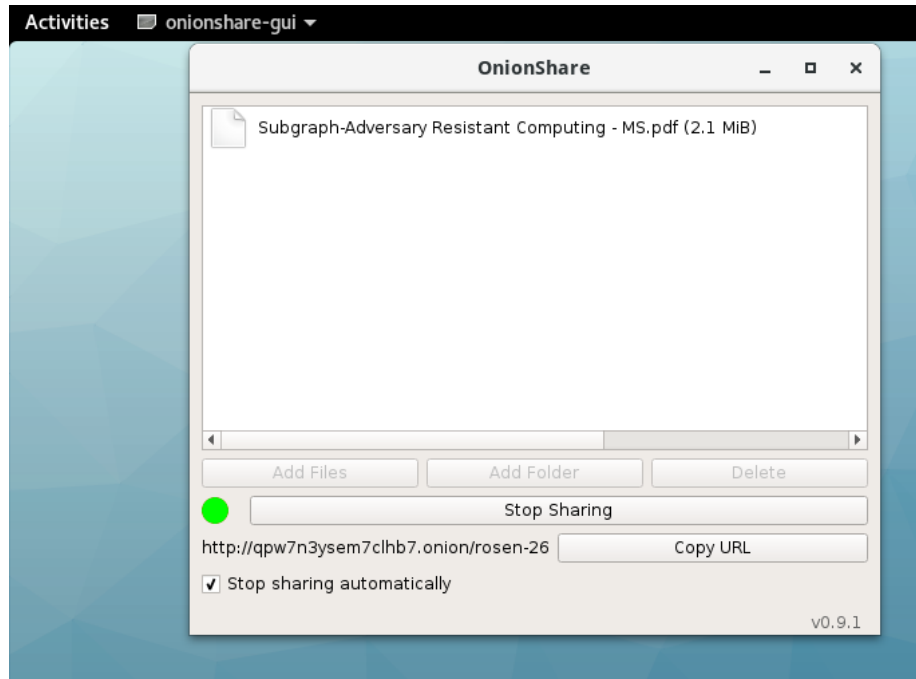 Activities onionshare-gui
OnionShare
Subgraph-Adversary Resistant Computing - MS.pdf (2.1 MiB)
Add Files Add Folder Delete
Stop Sharing
http://qpw7n3ysem7clhb7.onion/rosen-26 Copy URL
Stop sharing automatically
v0.9.1